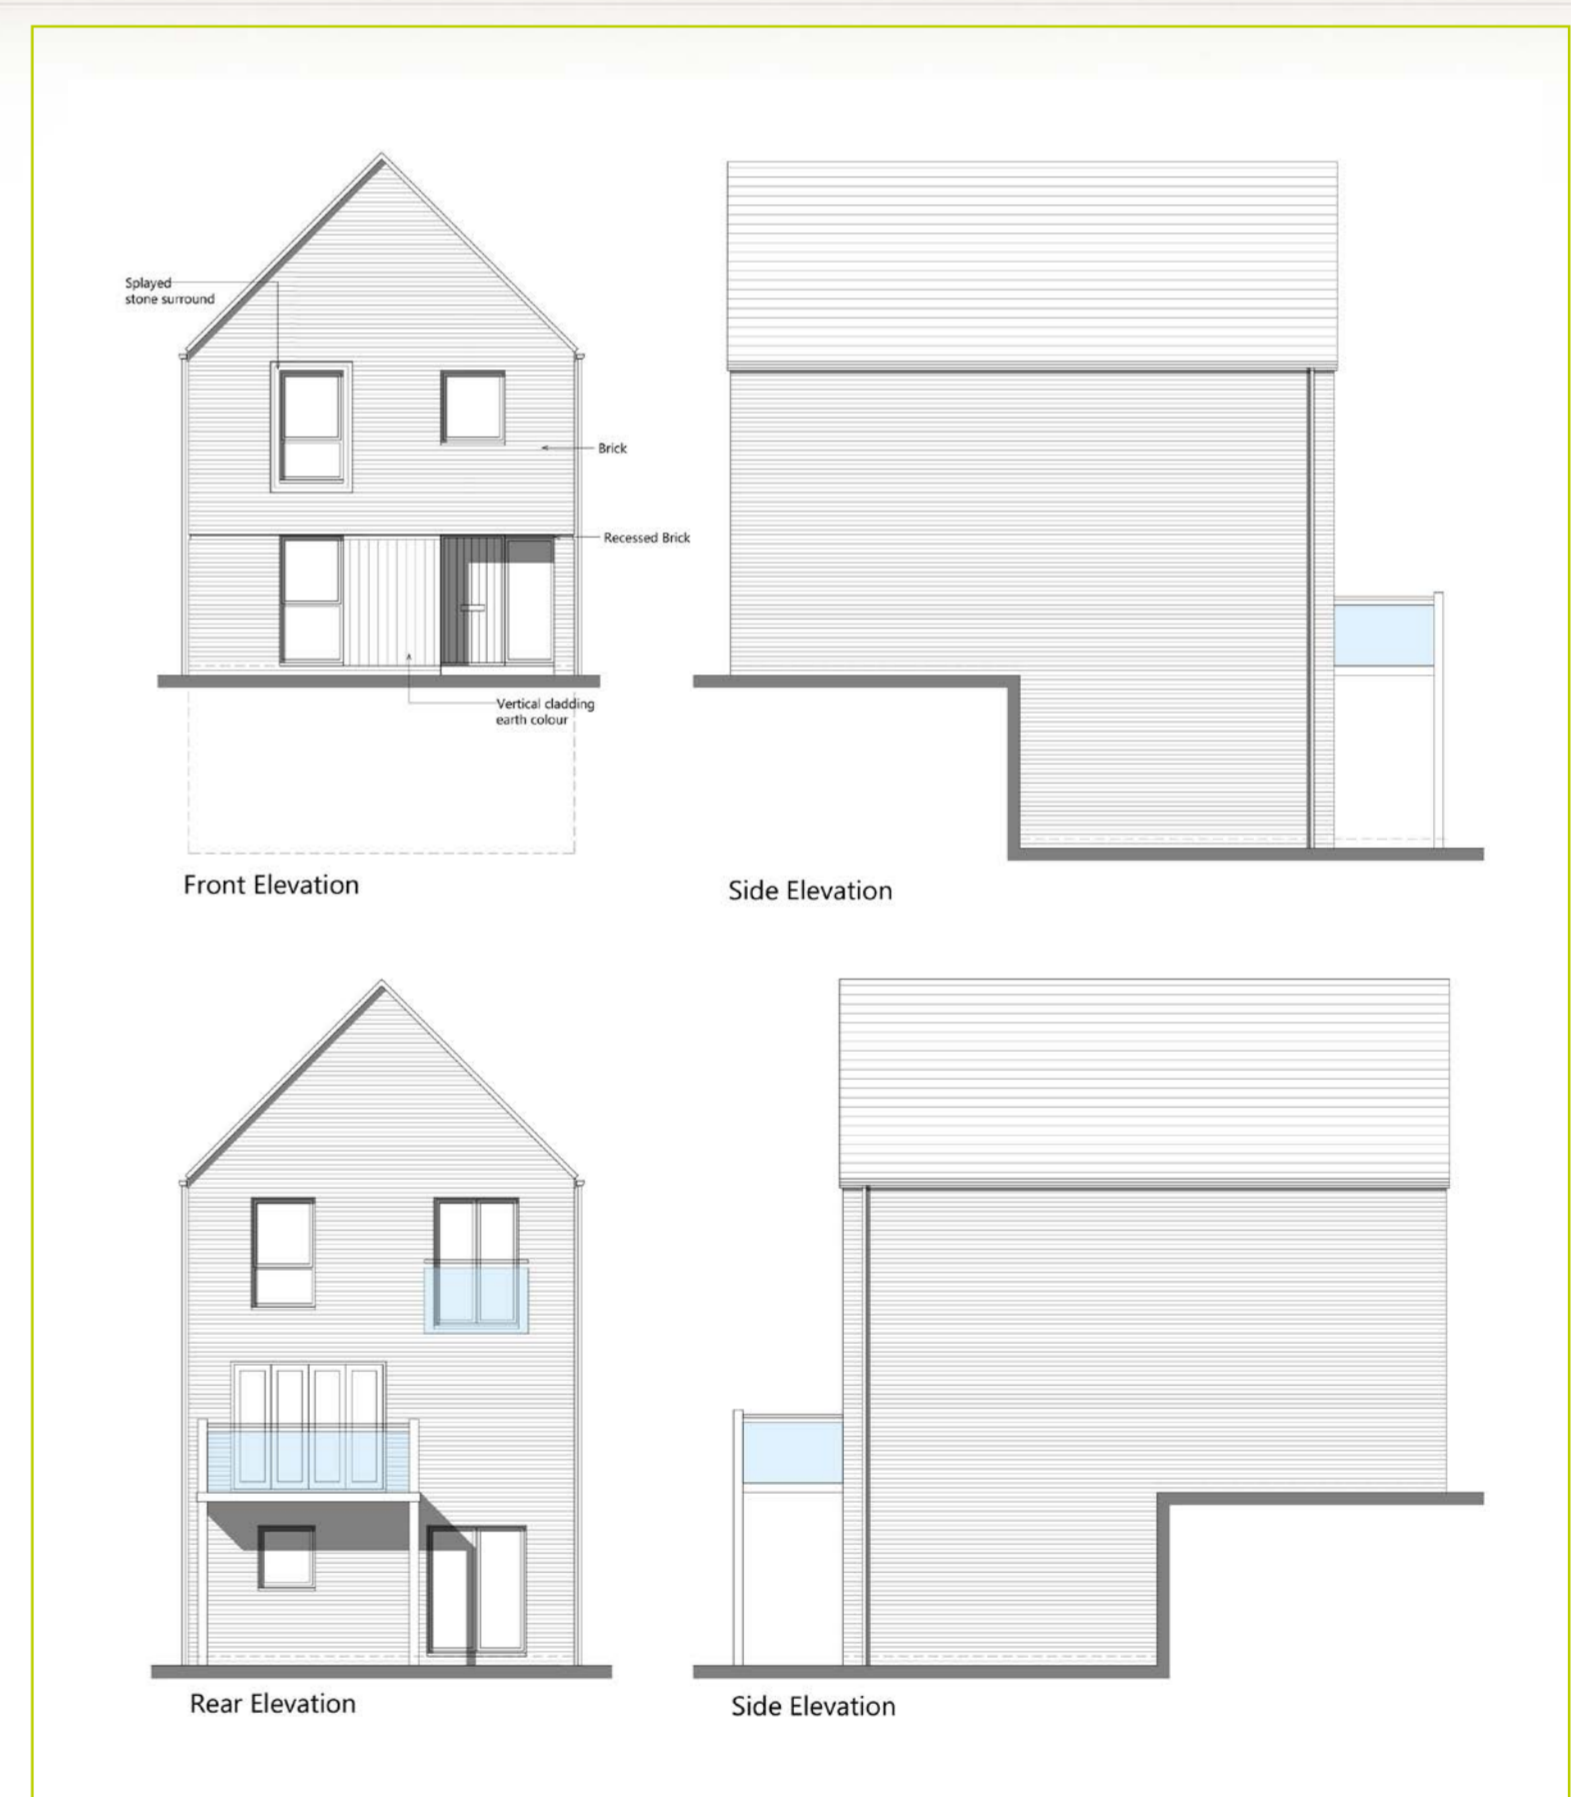 Splayed
stone surround
Brick
Recessed Brick
Vertical cladding
earth colour
Front Elevation
Side Elevation
Rear Elevation
Side Elevation